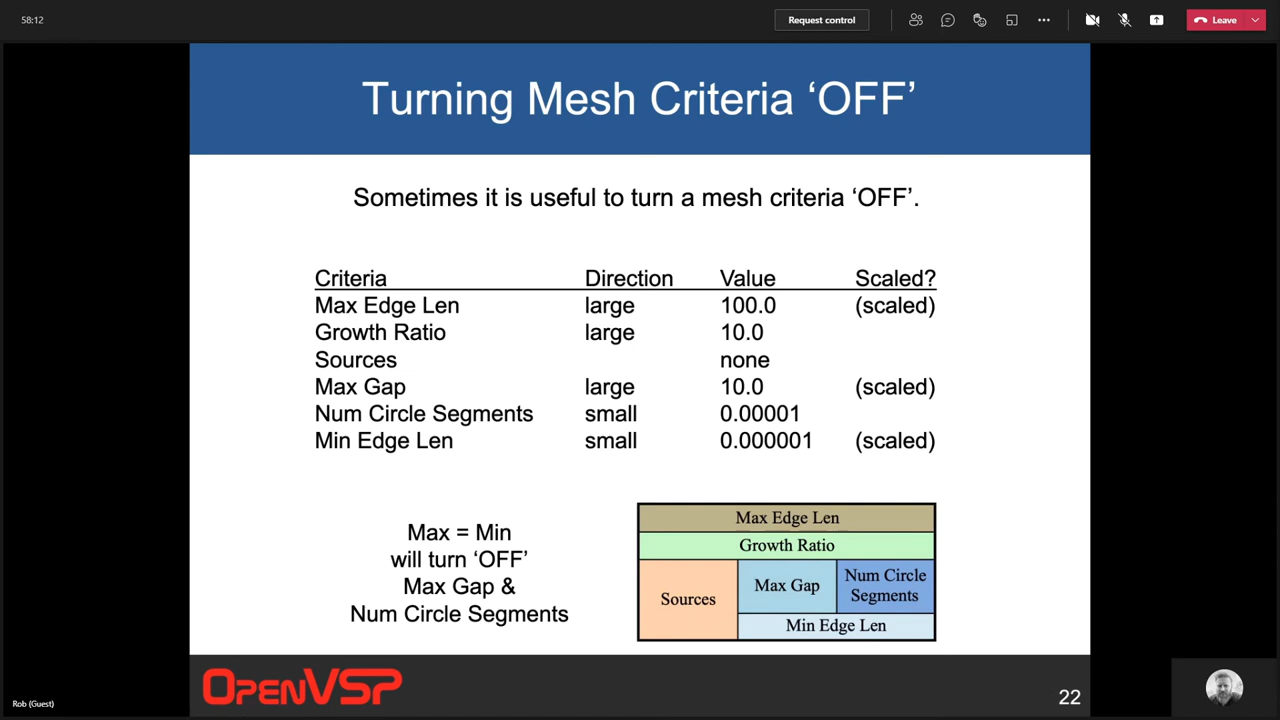 58:12
Request control
Leave
Turning Mesh Criteria ‘OFF’
Sometimes it is useful to turn a mesh criteria ‘OFF’.
Criteria Direction Value Scaled?
Max Edge Len large 100.0 (scaled)
Growth Ratio large 10.0
Sources none
Max Gap large 10.0 (scaled)
Num Circle Segments small 0.00001
Min Edge Len small 0.000001 (scaled)
Max = Min
will turn ‘OFF’
Max Gap &
Num Circle Segments
Max Edge Len
Growth Ratio
Sources
Max Gap
Num Circle
Segments
Min Edge Len
OpenVSP
22
Rob (Guest)